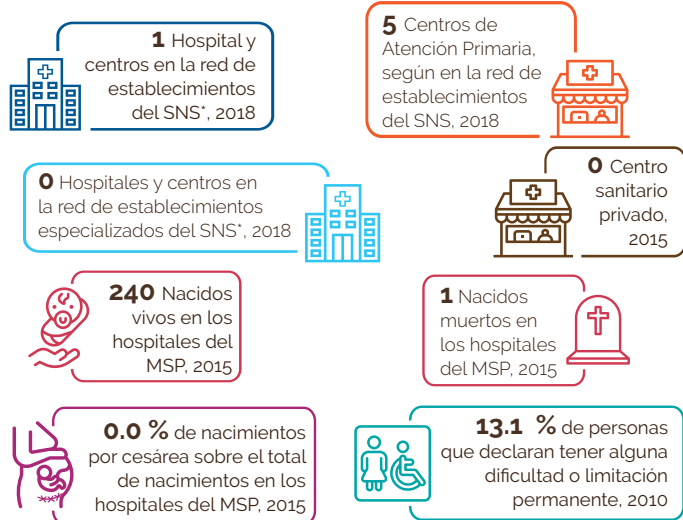 1 Hospital y
centros en la red de
establecimientos
del SNS*, 2018
5 Centros de
Atención Primaria,
según en la red de
establecimientos
del SNS, 2018
0 Hospitales y centros en
la red de establecimientos
especializados del SNS*, 2018
0 Centro
sanitario
privado,
2015
240 Nacidos
vivos en los
hospitales del
MSP, 2015
1 Nacidos
muertos en
los hospitales
del MSP, 2015
0.0 % de nacimientos
por cesárea sobre el total
de nacimientos en los
hospitales del MSP, 2015
13.1 % de personas
que declaran tener alguna
dificultad o limitación
permanente, 2010